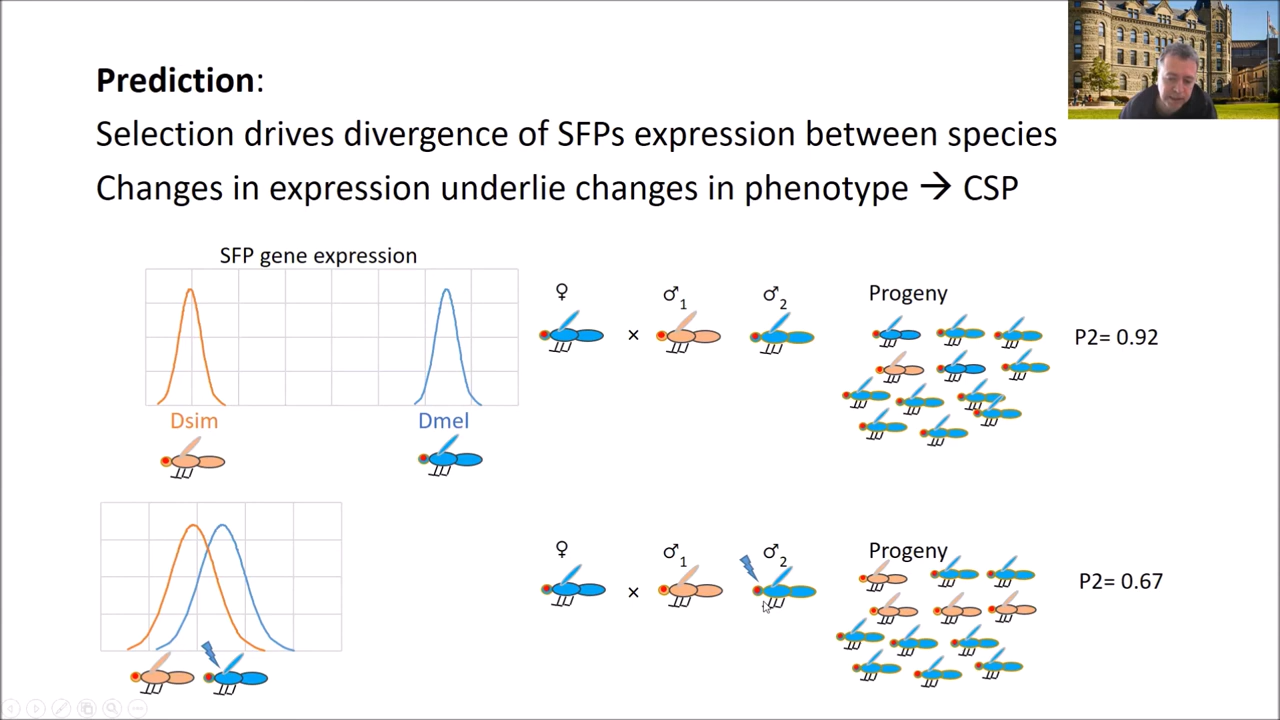 Prediction:
Selection drives divergence of SFPs expression between species
Changes in expression underlie changes in phenotype → CSP
SFP gene expression
Dsim
Dmel
♀
♂1
♂2
Progeny
×
P2= 0.92
♀
♂1
♂2
Progeny
×
P2= 0.67